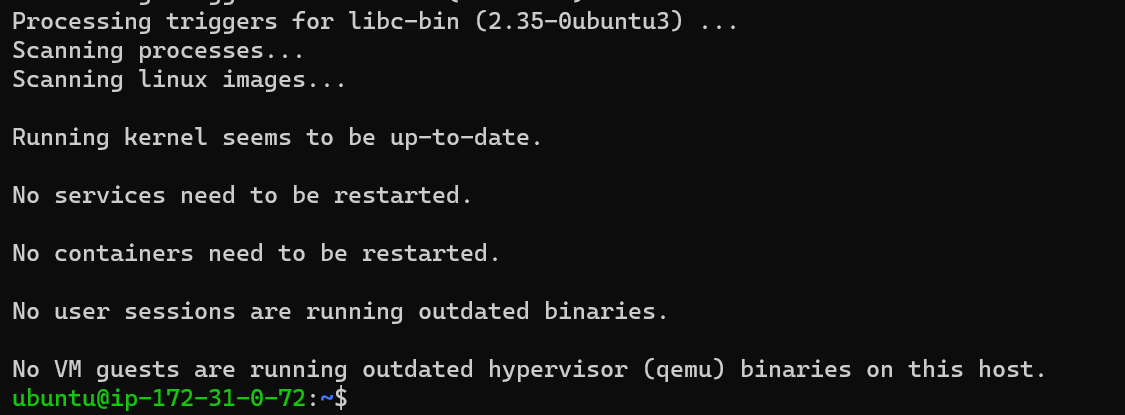 Processing triggers for libc-bin (2.35-0ubuntu3) ...
Scanning processes...
Scanning linux images...
Running kernel seems to be up-to-date.
No services need to be restarted.
No containers need to be restarted.
No user sessions are running outdated binaries.
No VM guests are running outdated hypervisor (qemu) binaries on this host.
ubuntu@ip-172-31-0-72:~$